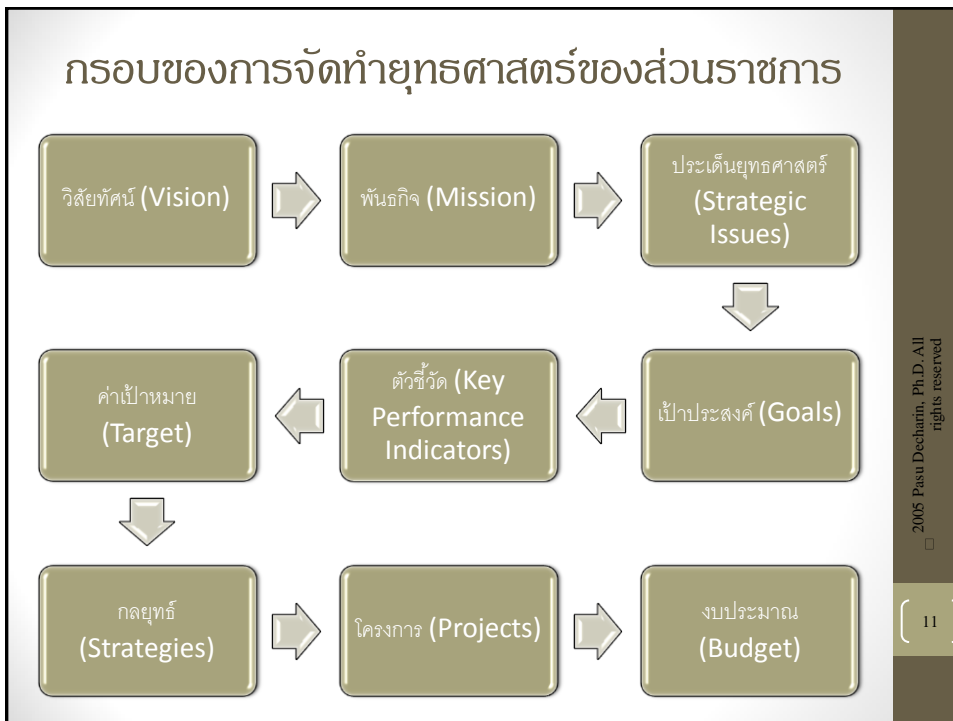 กรอบของการจัดทำยุทธศาสตร์ของส่วนราชการ
วิสัยทัศน์ (Vision)
พันธกิจ (Mission)
ประเด็นยุทธศาสตร์
(Strategic
Issues)
เป้าประสงค์ (Goals)
ตัวชี้วัด (Key
Performance
Indicators)
ค่าเป้าหมาย
(Target)
กลยุทธ์
(Strategies)
โครงการ (Projects)
งบประมาณ
(Budget)
2005 Pasu Decharin, Ph.D. All
rights reserved
11